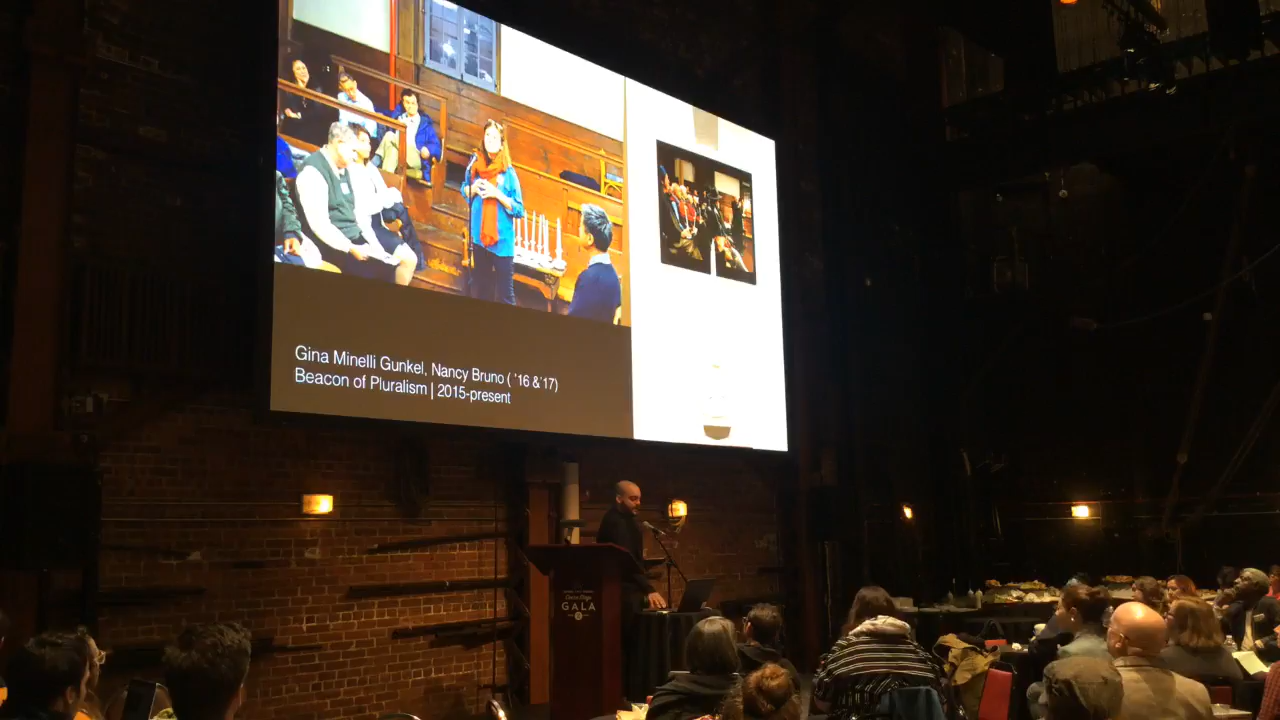 Gina Minelli Gunkel, Nancy Bruno ( '16 &'17)
Beacon of Pluralism | 2015-present
GALA